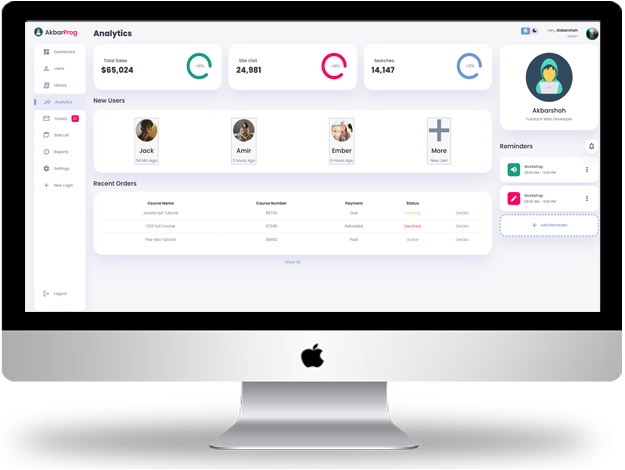 AkbarProg
Dashboard
Users
History
Analytics
Tickets
Sale List
Reports
Settings
New Login
Logout
Analytics
Total Sales
$65,024
Site Visit
24,981
Searches
14,147
New Users
Jack
54 Min Ago
Amir
3 Hours Ago
Ember
6 Hours Ago
More
New User
Recent Orders
Course Name Course Number Payment Status
JavaScript Tutorial 85743 Due Pending Details
CSS Full Course 97245 Refunded Declined Details
Flex-Box Tutorial 36452 Paid Active Details
Show All
Hey, Akbarshoh
Admin
Akbarshoh
Fullstack Web Developer
Reminders
Workshop
08:00 AM - 12:00 PM
Workshop
08:00 AM - 12:00 PM
Add Reminder